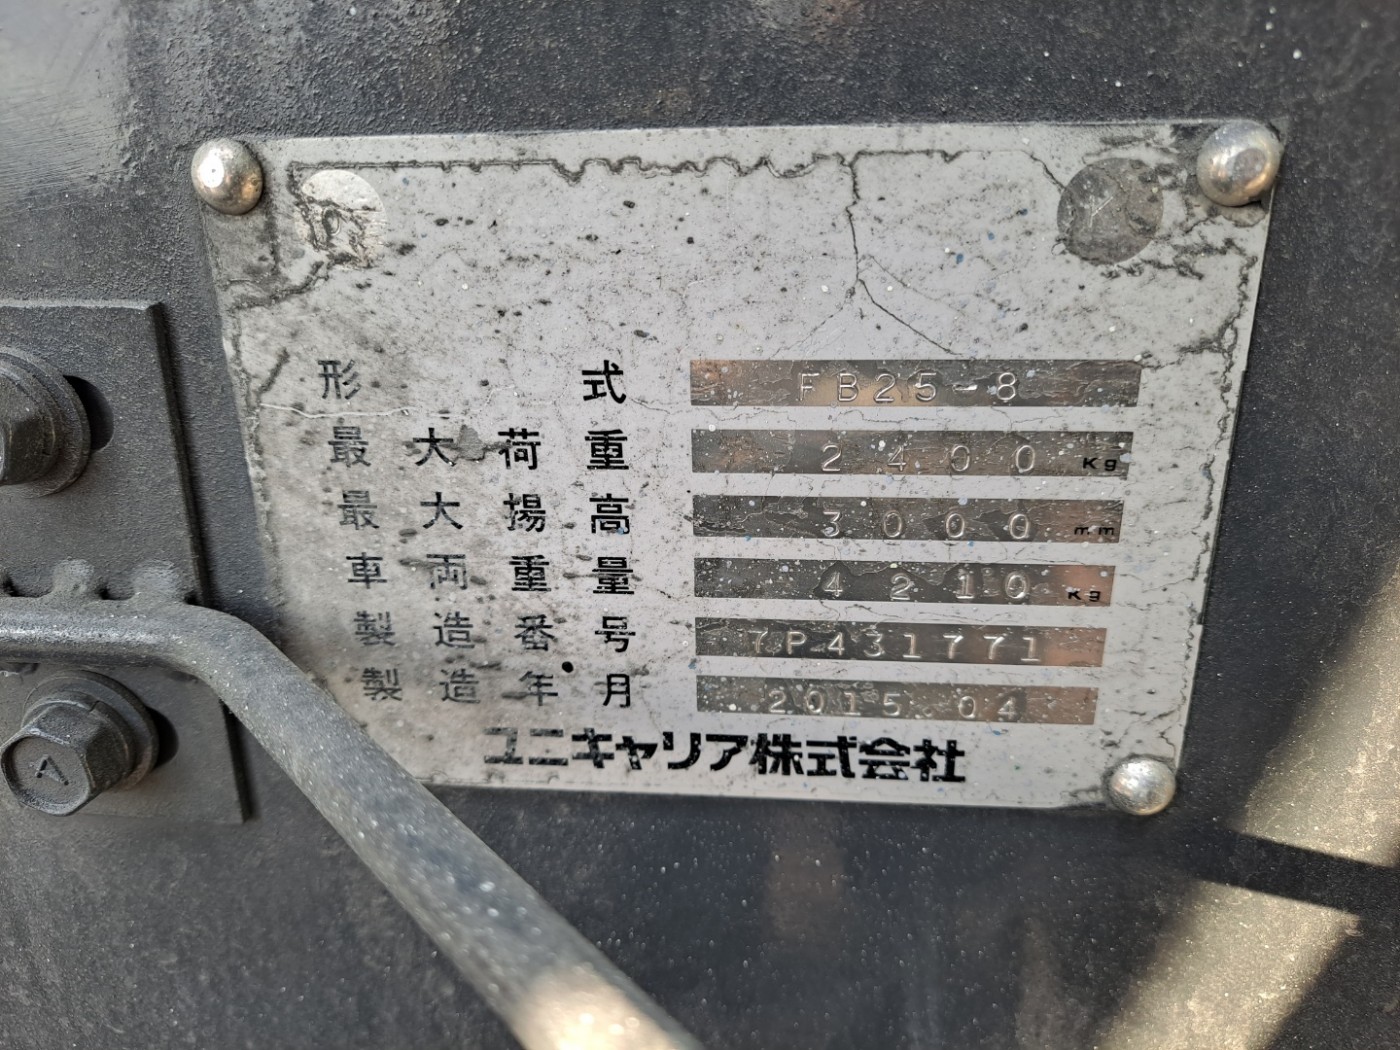 形式 FB25-8
最大荷重 2400 Kg
最大揚高 3000 mm
車両重量 4210 Kg
製造番号 7P431771
製造年月 2015.04
ユニキャリア株式会社